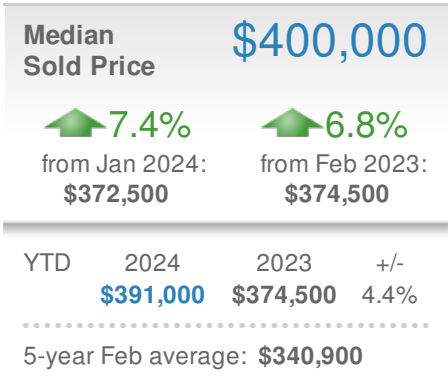 Median $400,000
Sold Price
7.4% 6.8%
from Jan 2024: from Feb 2023:
$372,500 $374,500
YTD 2024 2023 +/-
$391,000 $374,500 4.4%
5-year Feb average: $340,900